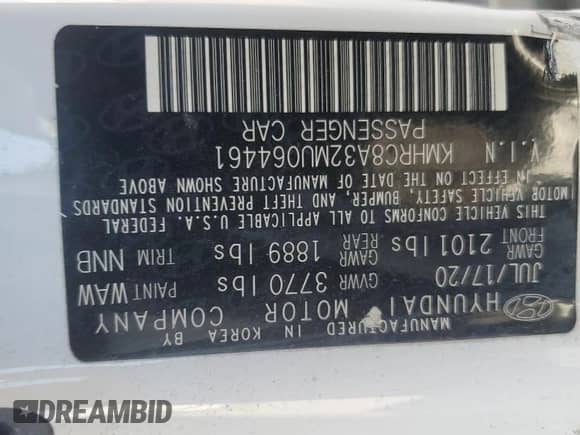 MANUFACTURED IN KOREA BY
HYUNDAI MOTOR COMPANY
JUL/17/20 GVWR 3770 lbs PAINT WAW
GAWR FRONT 2101 lbs GAWR REAR 1889 lbs TRIM NNB
THIS VEHICLE CONFORMS TO ALL APPLICABLE U.S.A. FEDERAL
MOTOR VEHICLE SAFETY, BUMPER, AND THEFT PREVENTION STANDARDS
IN EFFECT ON THE DATE OF MANUFACTURE SHOWN ABOVE
V.I.N KMHRC8A32MU064461
PASSENGER CAR
DREAMBID